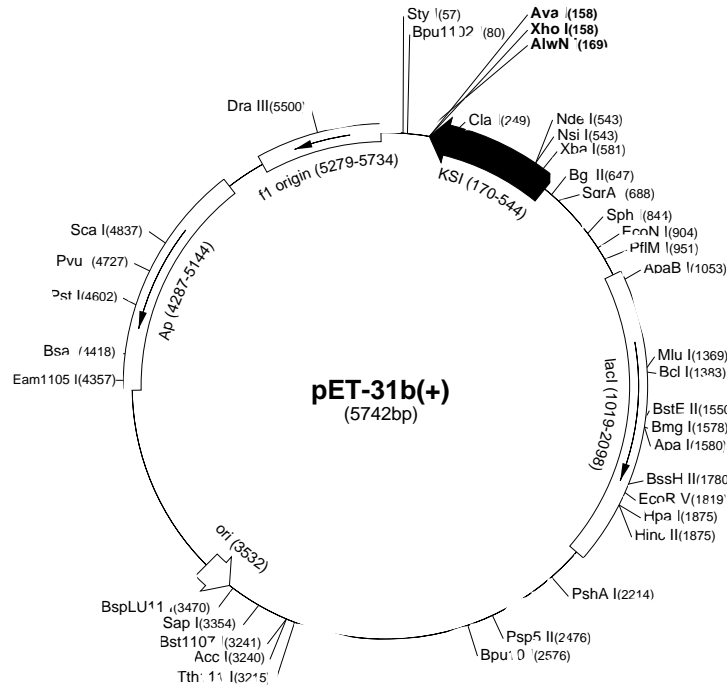 Sty I(57)
Bpu1102 I(80)
Ava I(158)
Xho I(158)
AlwN I(169)
Cla I(249)
Nde I(543)
Nsi I(543)
Xba I(581)
Bgl II(647)
SgrA I(688)
Sph I(844)
EcoN I(904)
PflM I(951)
ApaB I(1053)
Mlu I(1369)
Bcl I(1383)
BstE II(1550
Bmg I(1578)
Apa I(1580)
BssH II(1780)
EcoR V(1819)
Hpa I(1875)
Hinc II(1875)
PshA I(2214)
Psp5 II(2476)
Bpu10 I(2576)
Tth111 I(3215)
Acc I(3240)
Bst1107 I(3241)
Sap I(3354)
BspLU11 I(3470)
Eam1105 I(4357)
Bsa I(4418)
Pst I(4602)
Pvu I(4727)
Sca I(4837)
Dra III(5500)
f1 origin (5279-5734)
KSI (170-544)
Ap (4287-5144)
lacI (1019-2098)
ori (3532)
pET-31b(+)
(5742bp)